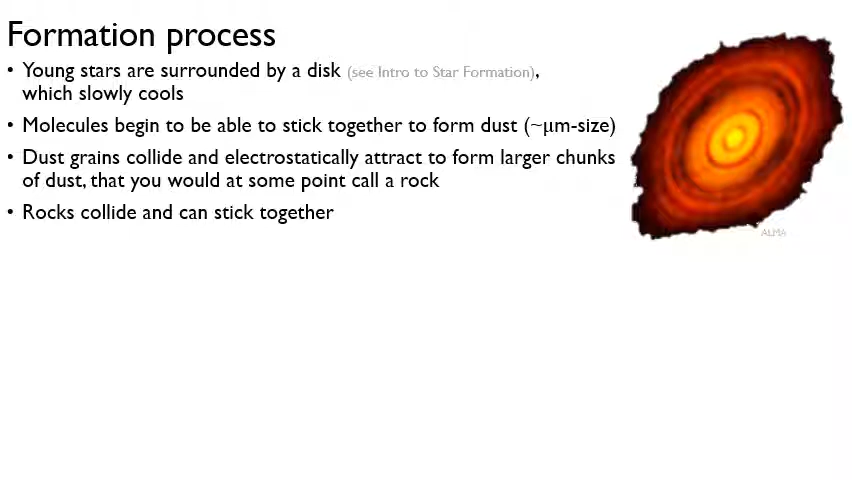 Formation process
• Young stars are surrounded by a disk (see Intro to Star Formation),
which slowly cools
• Molecules begin to be able to stick together to form dust (~μm-size)
• Dust grains collide and electrostatically attract to form larger chunks
of dust, that you would at some point call a rock
• Rocks collide and can stick together
ALMA